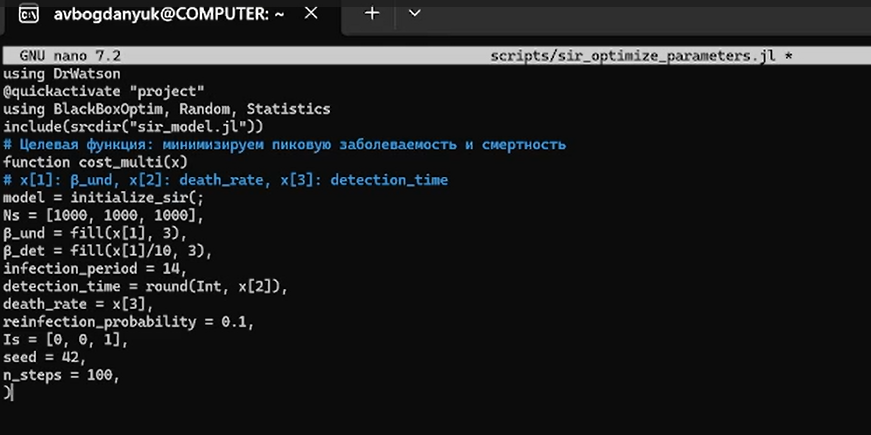 avbogdanyuk@COMPUTER: ~
GNU nano 7.2 scripts/sir_optimize_parameters.jl *
using DrWatson
@quickactivate "project"
using BlackBoxOptim, Random, Statistics
include(srcdir("sir_model.jl"))
# Целевая функция: минимизируем пиковую заболеваемость и смертность
function cost_multi(x)
# x[1]: β_und, x[2]: death_rate, x[3]: detection_time
model = initialize_sir(;
Ns = [1000, 1000, 1000],
β_und = fill(x[1], 3),
β_det = fill(x[1]/10, 3),
infection_period = 14,
detection_time = round(Int, x[2]),
death_rate = x[3],
reinfection_probability = 0.1,
Is = [0, 0, 1],
seed = 42,
n_steps = 100,
)